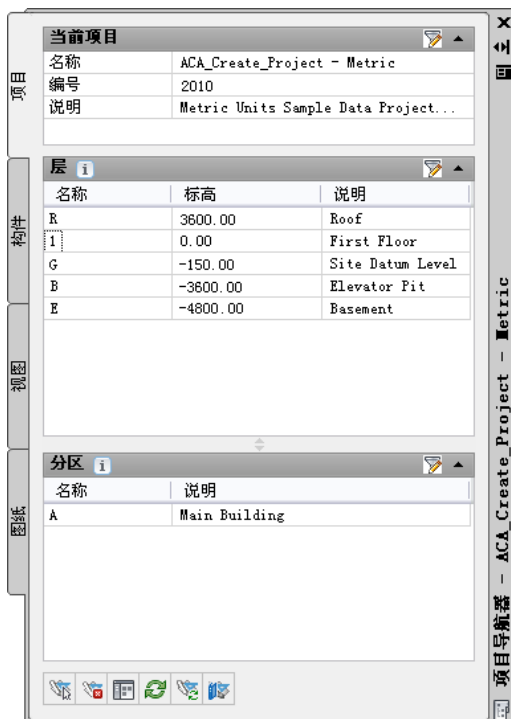 当前项目
名称 ACA_Create_Project - Metric
编号 2010
说明 Metric Units Sample Data Project...
层
名称 标高 说明
R 3600.00 Roof
1 0.00 First Floor
G -150.00 Site Datum Level
B -3600.00 Elevator Pit
E -4800.00 Basement
分区
名称 说明
A Main Building
项目
构件
视图
图纸
项目导航器 - ACA_Create_Project - Metric